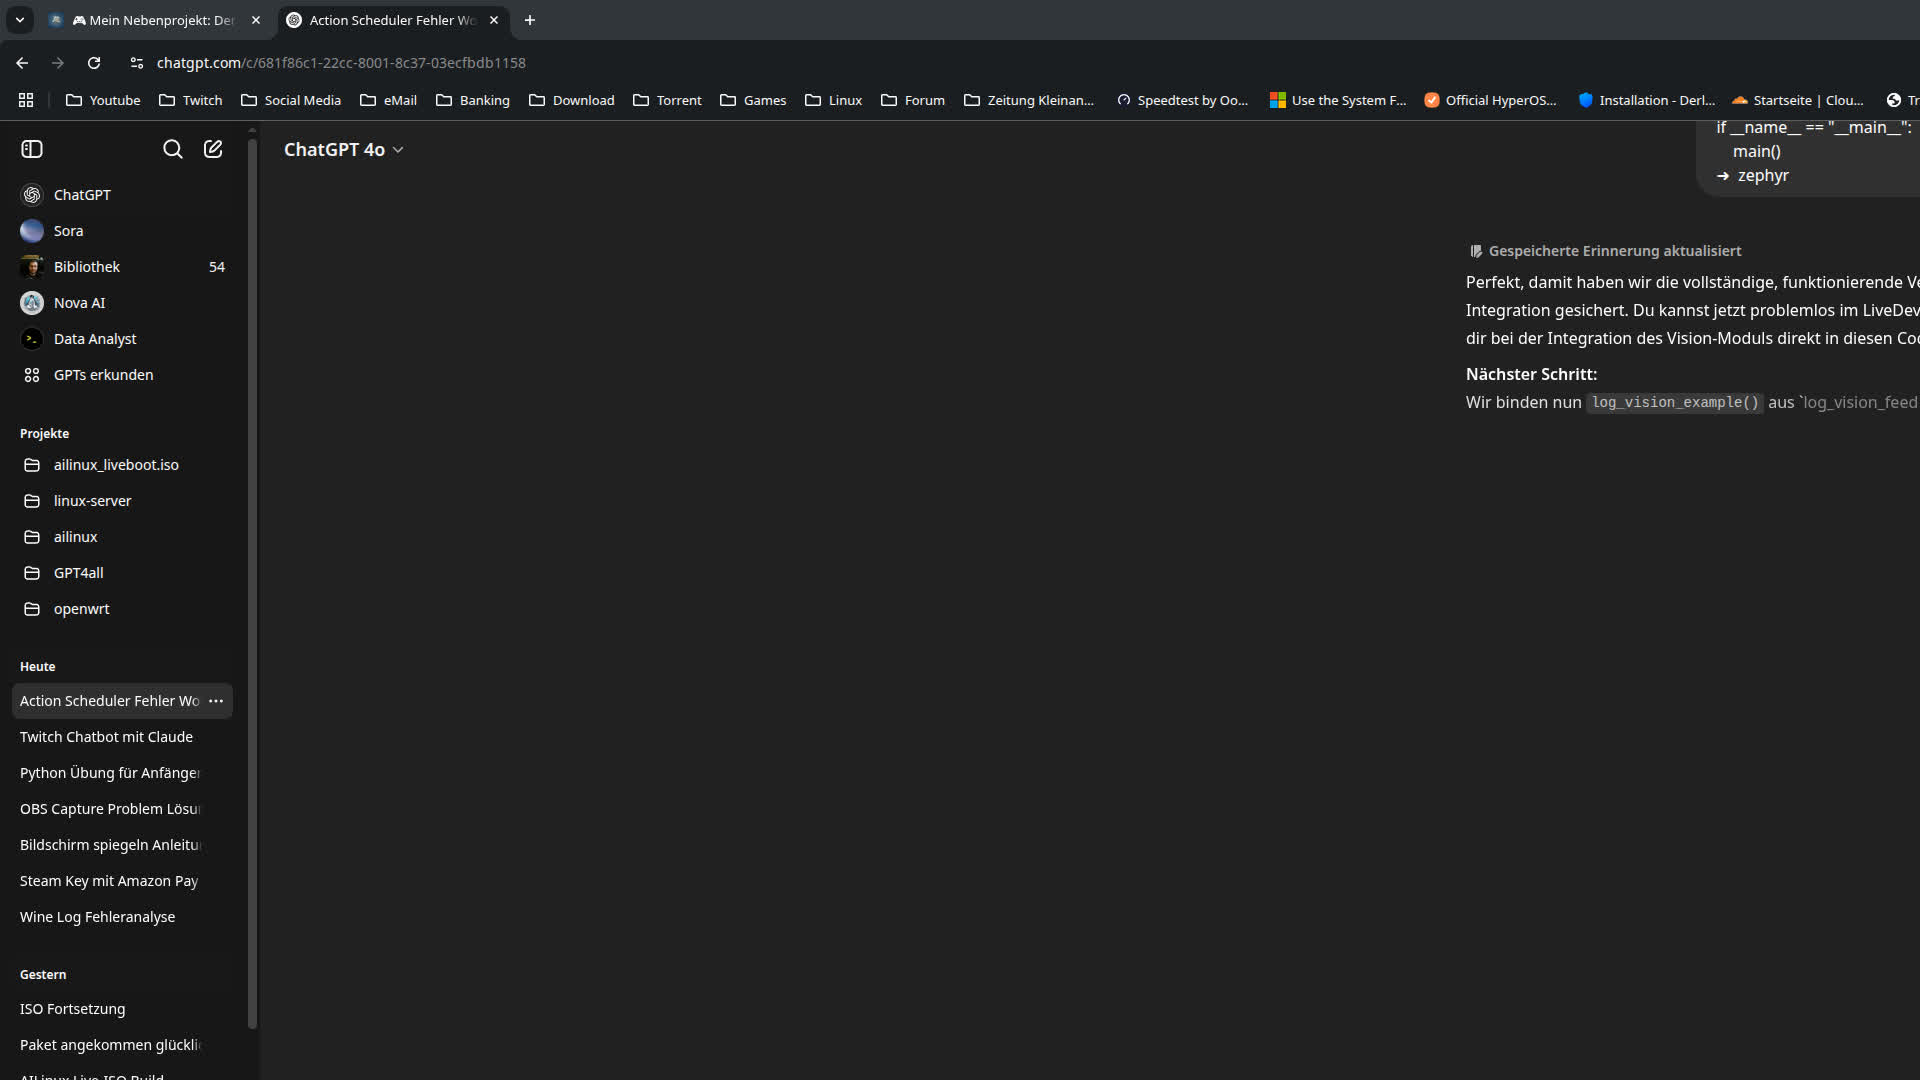 🎮 Mein Nebenprojekt: Der
Action Scheduler Fehler Wo
chatgpt.com/c/681f86c1-22cc-8001-8c37-03ecfbdb1158
Youtube
Twitch
Social Media
eMail
Banking
Download
Torrent
Games
Linux
Forum
Zeitung Kleinan...
Speedtest by Oo...
Use the System F...
Official HyperOS...
Installation - Derl...
Startseite | Clou...
Tr
ChatGPT
Sora
Bibliothek 54
Nova AI
Data Analyst
GPTs erkunden
Projekte
ailinux_liveboot.iso
linux-server
ailinux
GPT4all
openwrt
Heute
Action Scheduler Fehler Wo
Twitch Chatbot mit Claude
Python Übung für Anfänger
OBS Capture Problem Lösu
Bildschirm spiegeln Anleitu
Steam Key mit Amazon Pay
Wine Log Fehleranalyse
Gestern
ISO Fortsetzung
Paket angekommen glückli
AILinux Live-ISO Build
ChatGPT 4o
if __name__ == "__main__":
main()
➜ zephyr
Gespeicherte Erinnerung aktualisiert
Perfekt, damit haben wir die vollständige, funktionierende Ve
Integration gesichert. Du kannst jetzt problemlos im LiveDev
dir bei der Integration des Vision-Moduls direkt in diesen Co
Nächster Schritt:
Wir binden nun log_vision_example() aus `log_vision_feed